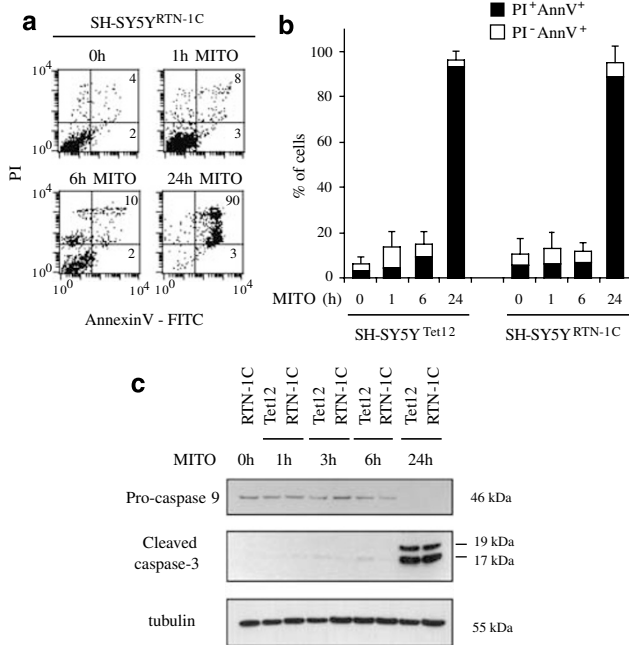 a
SH-SY5Y^RTN-1C
0h
1h MITO
10^4
4
2
10^0
8
3
PI
6h MITO
24h MITO
10^4
10
2
10^0
90
3
10^0
10^4
10^0
10^4
AnnexinV - FITC
b
PI+AnnV+
PI-AnnV+
100
80
60
40
20
0
% of cells
MITO (h)
0 1 6 24 0 1 6 24
SH-SY5Y^Tet12
SH-SY5Y^RTN-1C
c
RTN-1C Tet12 RTN-1C Tet12 RTN-1C Tet12 RTN-1C Tet12 RTN-1C
MITO 0h 1h 3h 6h 24h
Pro-caspase 9
46 kDa
Cleaved
caspase-3
19 kDa
17 kDa
tubulin
55 kDa